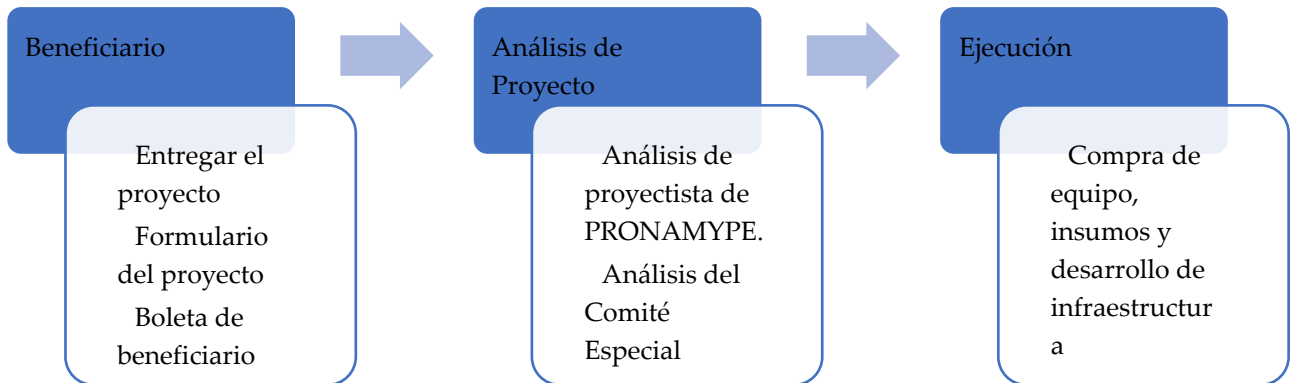 Beneficiario
Entregar el
proyecto
Formulario
del proyecto
Boleta de
beneficiario
Análisis de
Proyecto
Análisis de
proyectista de
PRONAMYPE.
Análisis del
Comité
Especial
Ejecución
Compra de
equipo,
insumos y
desarrollo de
infraestructur
a